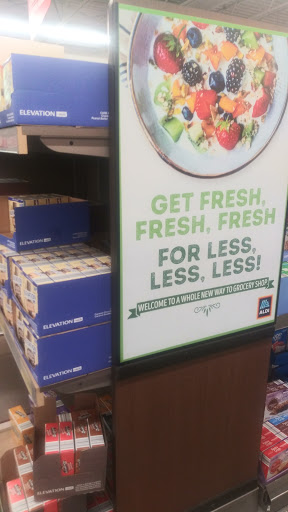 ELEVATION
GET FRESH,
FRESH, FRESH
FOR LESS,
LESS, LESS!
WELCOME TO A WHOLE NEW WAY TO GROCERY SHOP
ALDI
ELEVATION
ELEVATION
ELEVATION